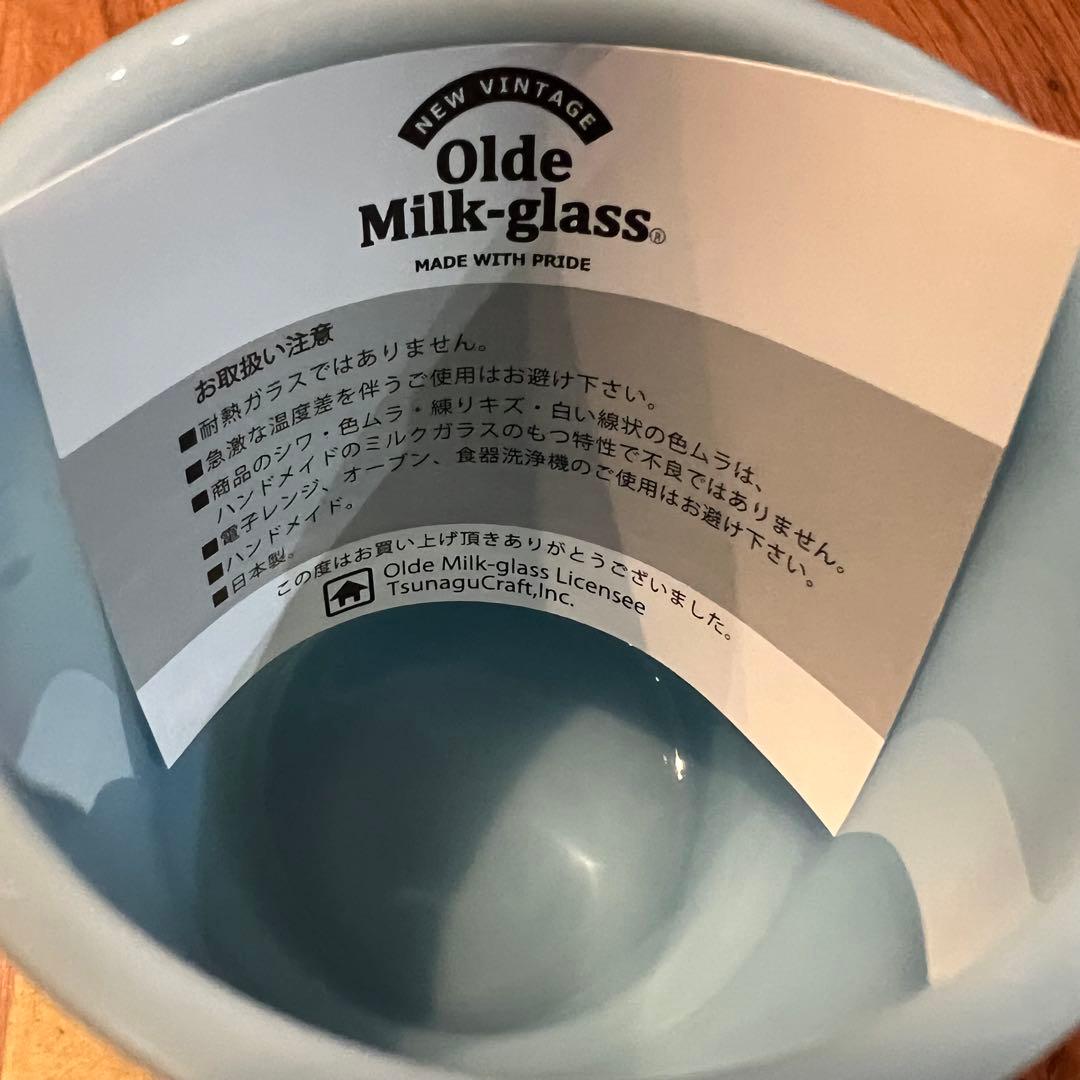 NEW VINTAGE
Olde
Milk-glass®
MADE WITH PRIDE
お取扱い注意
■耐熱ガラスではありません。
■急激な温度差を伴うご使用はお避け下さい。
■商品のシワ・色ムラ・練りキズ・白い線状の色ムラは、
ハンドメイドのミルクガラスのもつ特性で不良ではありません。
■電子レンジ、オーブン、食器洗浄機のご使用はお避け下さい。
■ハンドメイド。
■日本製。
この度はお買い上げ頂きありがとうございました。
Olde Milk-glass Licensee
TsunaguCraft,Inc.